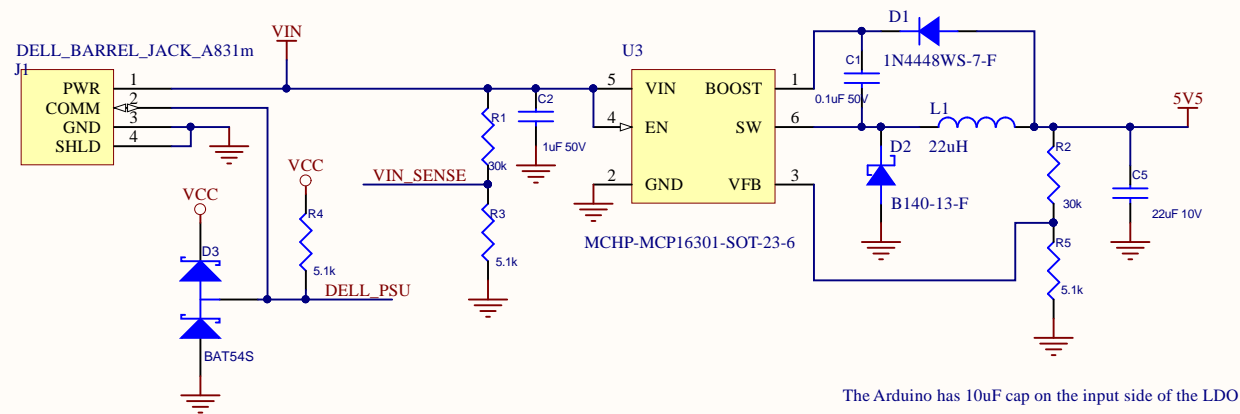 DELL_BARREL_JACK_A831m
J1
PWR 1
COMM 2
GND 3
SHLD 4
VIN
VCC
D3
BAT54S
VCC
R4
5.1k
DELL_PSU
VIN_SENSE
R1
30k
R3
5.1k
C2
1uF 50V
U3
5 VIN BOOST 1
4 EN SW 6
2 GND VFB 3
MCHP-MCP16301-SOT-23-6
D1
1N4448WS-7-F
C1
0.1uF 50V
L1
22uH
D2
B140-13-F
R2
30k
R5
5.1k
5V5
C5
22uF 10V
The Arduino has 10uF cap on the input side of the LDO